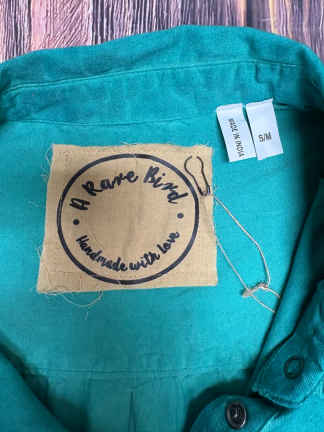 A Rare Bird
Handmade with Love
MADE IN INDIA
S/M